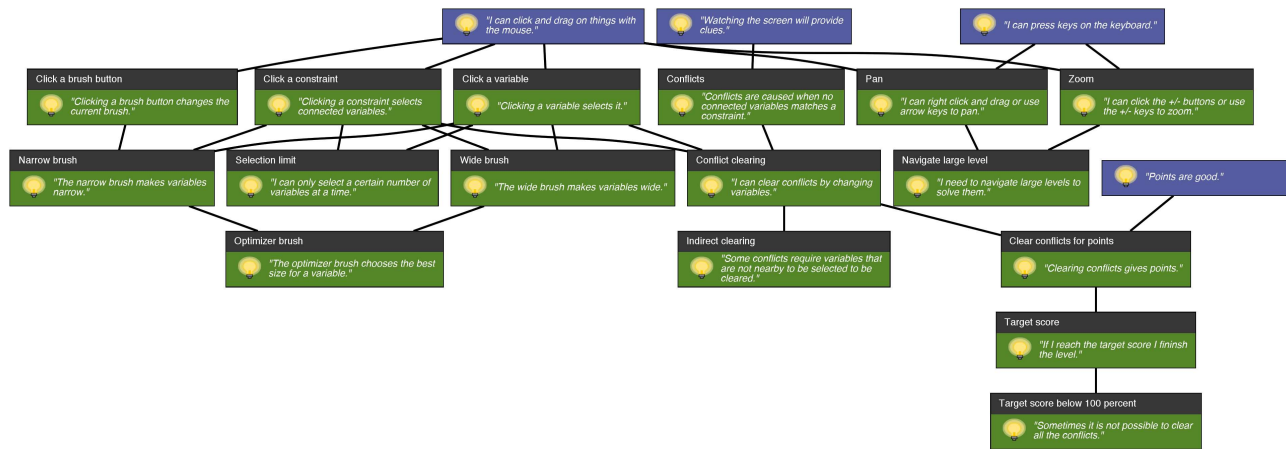 "I can click and drag on things with
the mouse."
"Watching the screen will provide
clues."
"I can press keys on the keyboard."
Click a brush button
"Clicking a brush button changes the
current brush."
Click a constraint
"Clicking a constraint selects
connected variables."
Click a variable
"Clicking a variable selects it."
Conflicts
"Conflicts are caused when no
connected variables matches a
constraint."
Pan
"I can right click and drag or use
arrow keys to pan."
Zoom
"I can click the +/- buttons or use
the +/- keys to zoom."
Narrow brush
"The narrow brush makes variables
narrow."
Selection limit
"I can only select a certain number of
variables at a time."
Wide brush
"The wide brush makes variables wide."
Conflict clearing
"I can clear conflicts by changing
variables."
Navigate large level
"I need to navigate large levels to
solve them."
"Points are good."
Optimizer brush
"The optimizer brush chooses the best
size for a variable."
Indirect clearing
"Some conflicts require variables that
are not nearby to be selected to be
cleared."
Clear conflicts for points
"Clearing conflicts gives points."
Target score
"If I reach the target score I fininsh
the level."
Target score below 100 percent
"Sometimes it is not possible to clear
all the conflicts."